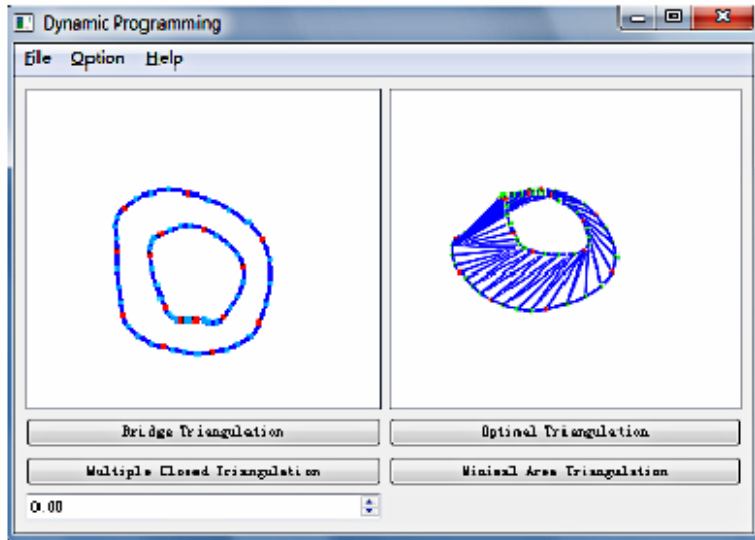 Dynamic Programming
File Option Help
Bridge Triangulation
Optimal Triangulation
Multiple Closed Triangulation
Minimal Area Triangulation
0.00